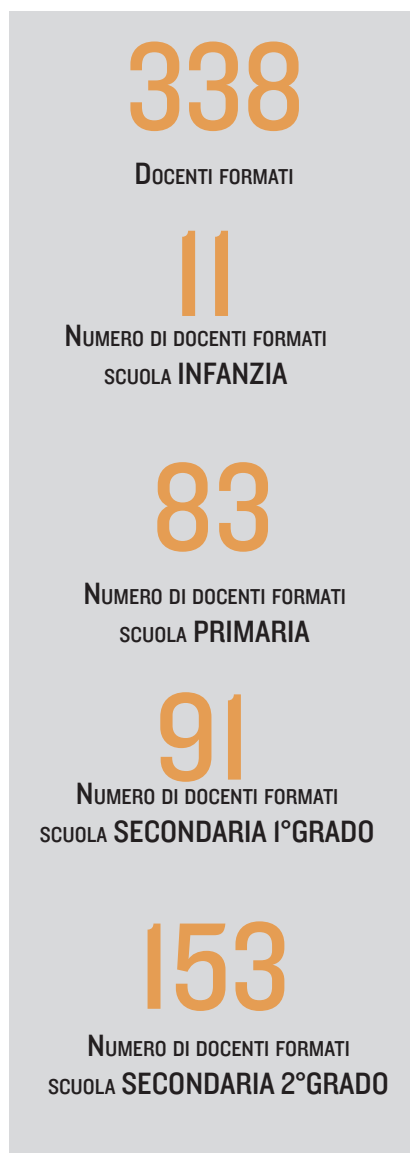 338
Docenti formati
11
Numero di docenti formati
scuola INFANZIA
83
Numero di docenti formati
scuola PRIMARIA
91
Numero di docenti formati
scuola SECONDARIA 1°GRADO
153
Numero di docenti formati
scuola SECONDARIA 2°GRADO